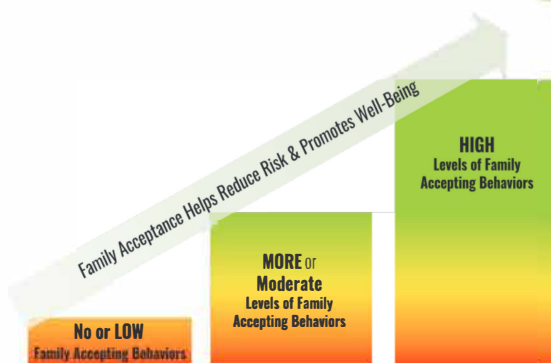 Family Acceptance Helps Reduce Risk & Promotes Well-Being
HIGH
Levels of Family
Accepting Behaviors
MORE or
Moderate
Levels of Family
Accepting Behaviors
No or LOW
Family Accepting Behaviors